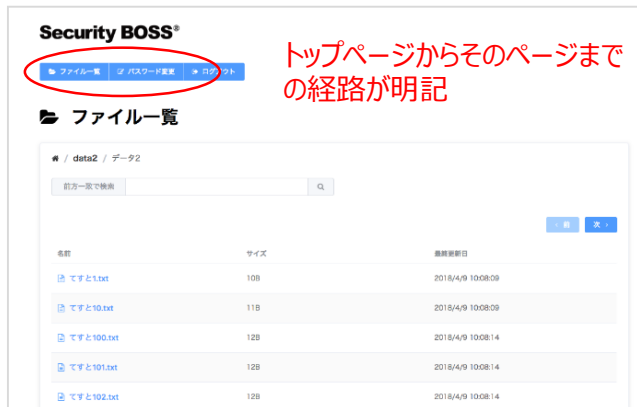 Security BOSS®
トップページからそのページまで
の経路が明記
ファイル一覧 パスワード変更 ログアウト
ファイル一覧
/ data2 / データ2
前方一致で検索
‹ 前 次 ›
名前 サイズ 最終更新日
てすと1.txt 10B 2018/4/9 10:08:09
てすと10.txt 11B 2018/4/9 10:08:09
てすと100.txt 12B 2018/4/9 10:08:14
てすと101.txt 12B 2018/4/9 10:08:14
てすと102.txt 12B 2018/4/9 10:08:14